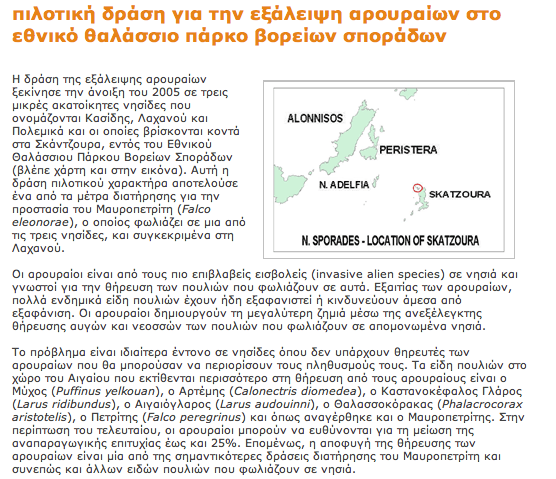 πιλοτική δράση για την εξάλειψη αρουραίων στο
εθνικό θαλάσσιο πάρκο βορείων σποράδων
Η δράση της εξάλειψης αρουραίων
ξεκίνησε την άνοιξη του 2005 σε τρεις
μικρές ακατοίκητες νησίδες που
ονομάζονται Κασίδης, Λαχανού και
Πολεμικά και οι οποίες βρίσκονται κοντά
στα Σκάντζουρα, εντός του Εθνικού
Θαλάσσιου Πάρκου Βορείων Σποράδων
(βλέπε χάρτη και στην εικόνα). Αυτή η
δράση πιλοτικού χαρακτήρα αποτελούσε
ένα από τα μέτρα διατήρησης για την
προστασία του Μαυροπετρίτη (Falco
eleonorae), ο οποίος φωλιάζει σε μια από
τις τρεις νησίδες, και συγκεκριμένα στη
Λαχανού.
ALONNISOS
PERISTERA
N. ADELFIA
SKATZOURA
N. SPORADES - LOCATION OF SKATZOURA
Οι αρουραίοι είναι από τους πιο επιβλαβείς εισβολείς (invasive alien species) σε νησιά και
γνωστοί για την θήρευση των πουλιών που φωλιάζουν σε αυτά. Εξαιτίας των αρουραίων,
πολλά ενδημικά είδη πουλιών έχουν ήδη εξαφανιστεί ή κινδυνεύουν άμεσα από
εξαφάνιση. Οι αρουραίοι δημιουργούν τη μεγαλύτερη ζημιά μέσω της ανεξέλεγκτης
θήρευσης αυγών και νεοσσών των πουλιών που φωλιάζουν σε απομονωμένα νησιά.
Το πρόβλημα είναι ιδιαίτερα έντονο σε νησίδες όπου δεν υπάρχουν θηρευτές των
αρουραίων που θα μπορούσαν να περιορίσουν τους πληθυσμούς τους. Τα είδη πουλιών στο
χώρο του Αιγαίου που εκτίθενται περισσότερο στη θήρευση από τους αρουραίους είναι ο
Μύχος (Puffinus yelkouan), ο Αρτέμης (Calonectris diomedea), ο Καστανοκέφαλος Γλάρος
(Larus ridibundus), ο Αιγαιόγλαρος (Larus audouinni), ο Θαλασσοκόρακας (Phalacrocorax
aristotelis), ο Πετρίτης (Falco peregrinus) και όπως αναγέρθηκε και ο Μαυροπετρίτης. Στην
περίπτωση του τελευταίου, οι αρουραίοι μπορούν να ευθύνονται για τη μείωση της
αναπαραγωγικής επιτυχίας έως και 25%. Επομένως, η αποφυγή της θήρευσης των
αρουραίων είναι μία από της σημαντικότερες δράσεις διατήρησης του Μαυροπετρίτη και
συνεπώς και άλλων ειδών πουλιών που φωλιάζουν σε νησιά.